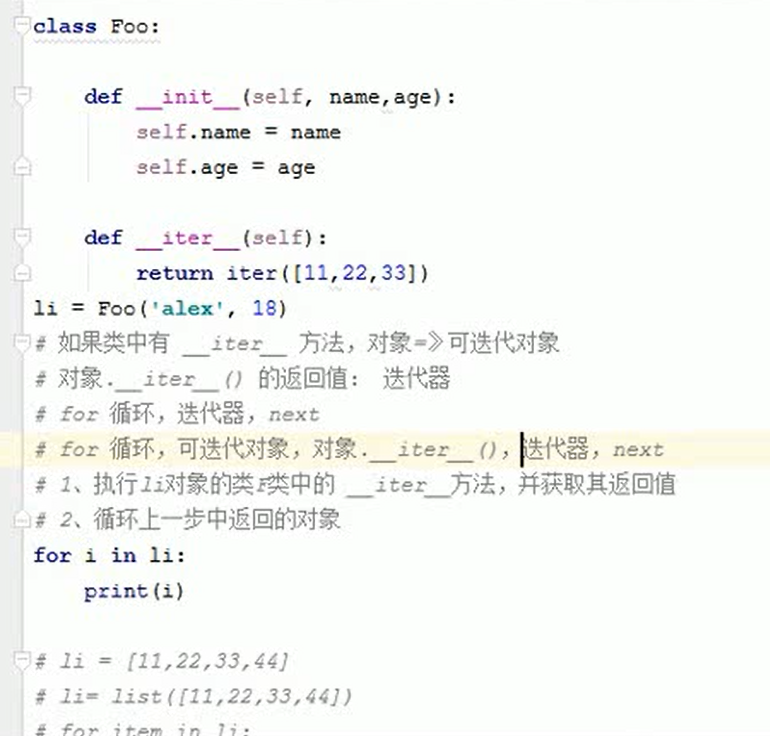 class Foo:
def __init__(self, name,age):
self.name = name
self.age = age
def __iter__(self):
return iter([11,22,33])
li = Foo('alex', 18)
# 如果类中有 __iter__ 方法，对象=》可迭代对象
# 对象.__iter__() 的返回值： 迭代器
# for 循环，迭代器，next
# for 循环，可迭代对象，对象.__iter__()，迭代器，next
# 1、执行li对象的类F类中的 __iter__方法，并获取其返回值
# 2、循环上一步中返回的对象
for i in li:
print(i)
# li = [11,22,33,44]
# li= list([11,22,33,44])
# for item in li: